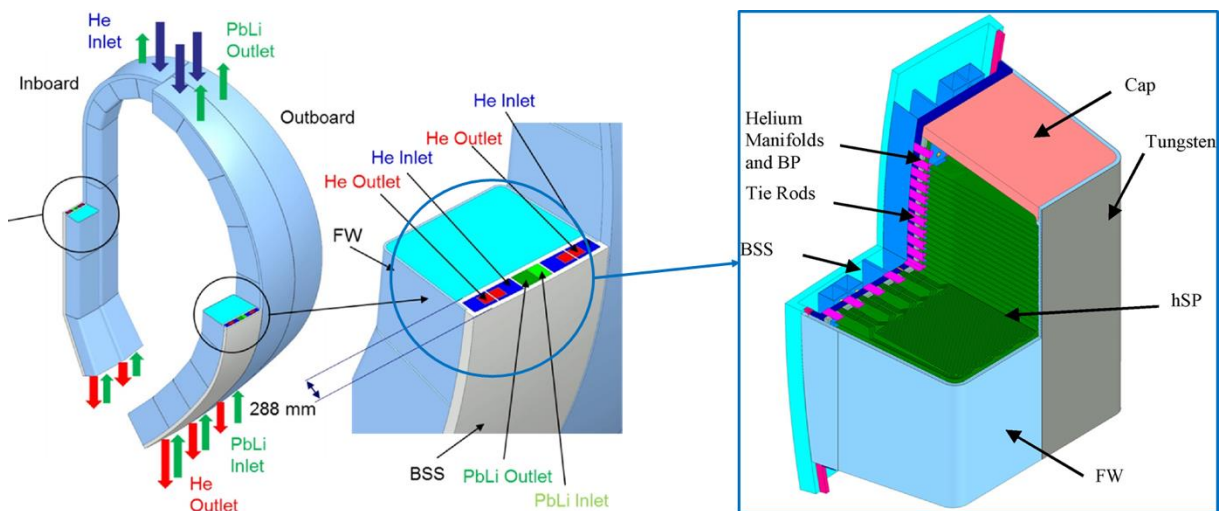 He
Inlet
PbLi
Outlet
Inboard
Outboard
288 mm
PbLi
Inlet
He
Outlet
He Inlet
He Outlet
He Inlet
He Outlet
FW
BSS
PbLi Outlet
PbLi Inlet
Cap
Helium
Manifolds
and BP
Tungsten
Tie Rods
BSS
hSP
FW